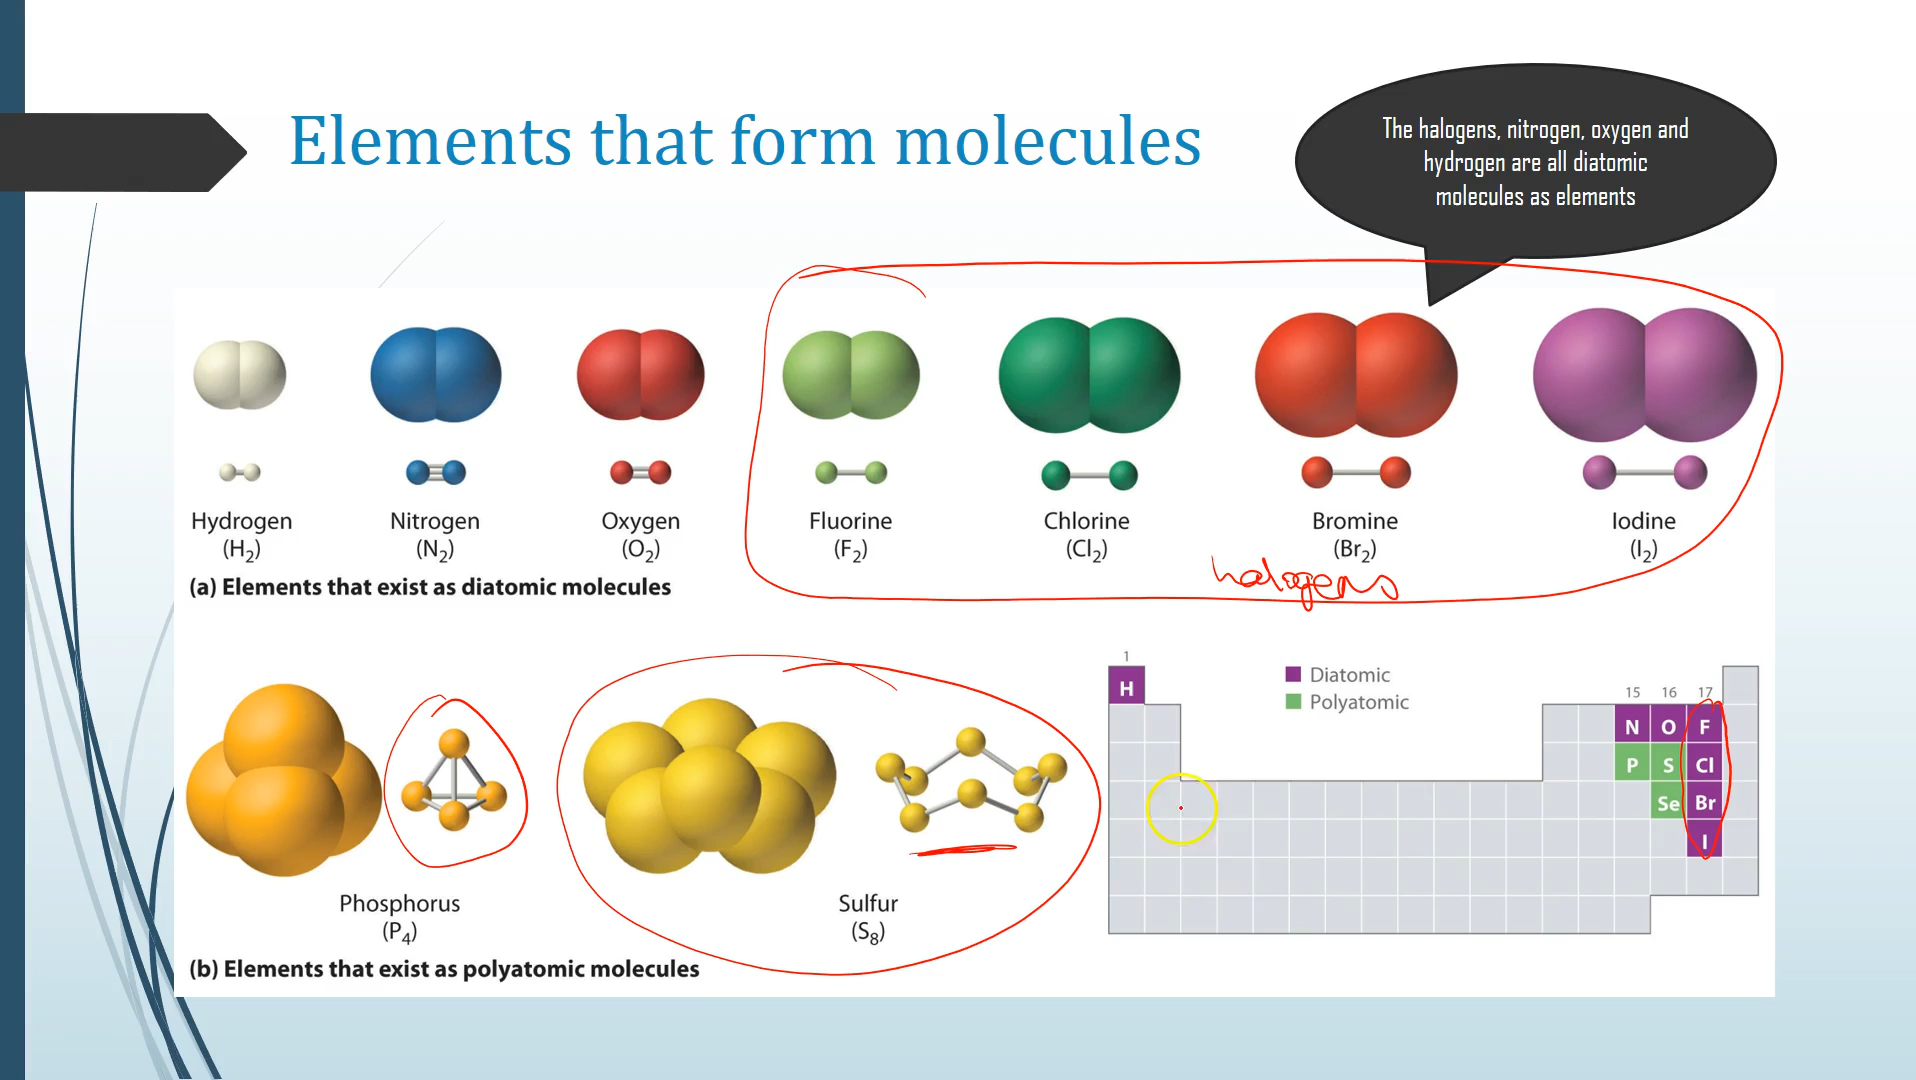 Elements that form molecules
The halogens, nitrogen, oxygen and
hydrogen are all diatomic
molecules as elements
Hydrogen
(H₂)
Nitrogen
(N₂)
Oxygen
(O₂)
Fluorine
(F₂)
Chlorine
(Cl₂)
Bromine
(Br₂)
Iodine
(I₂)
halogens
(a) Elements that exist as diatomic molecules
Phosphorus
(P₄)
Sulfur
(S₈)
(b) Elements that exist as polyatomic molecules
1
H
Diatomic
Polyatomic
15 16 17
N O F
P S Cl
Se Br
I